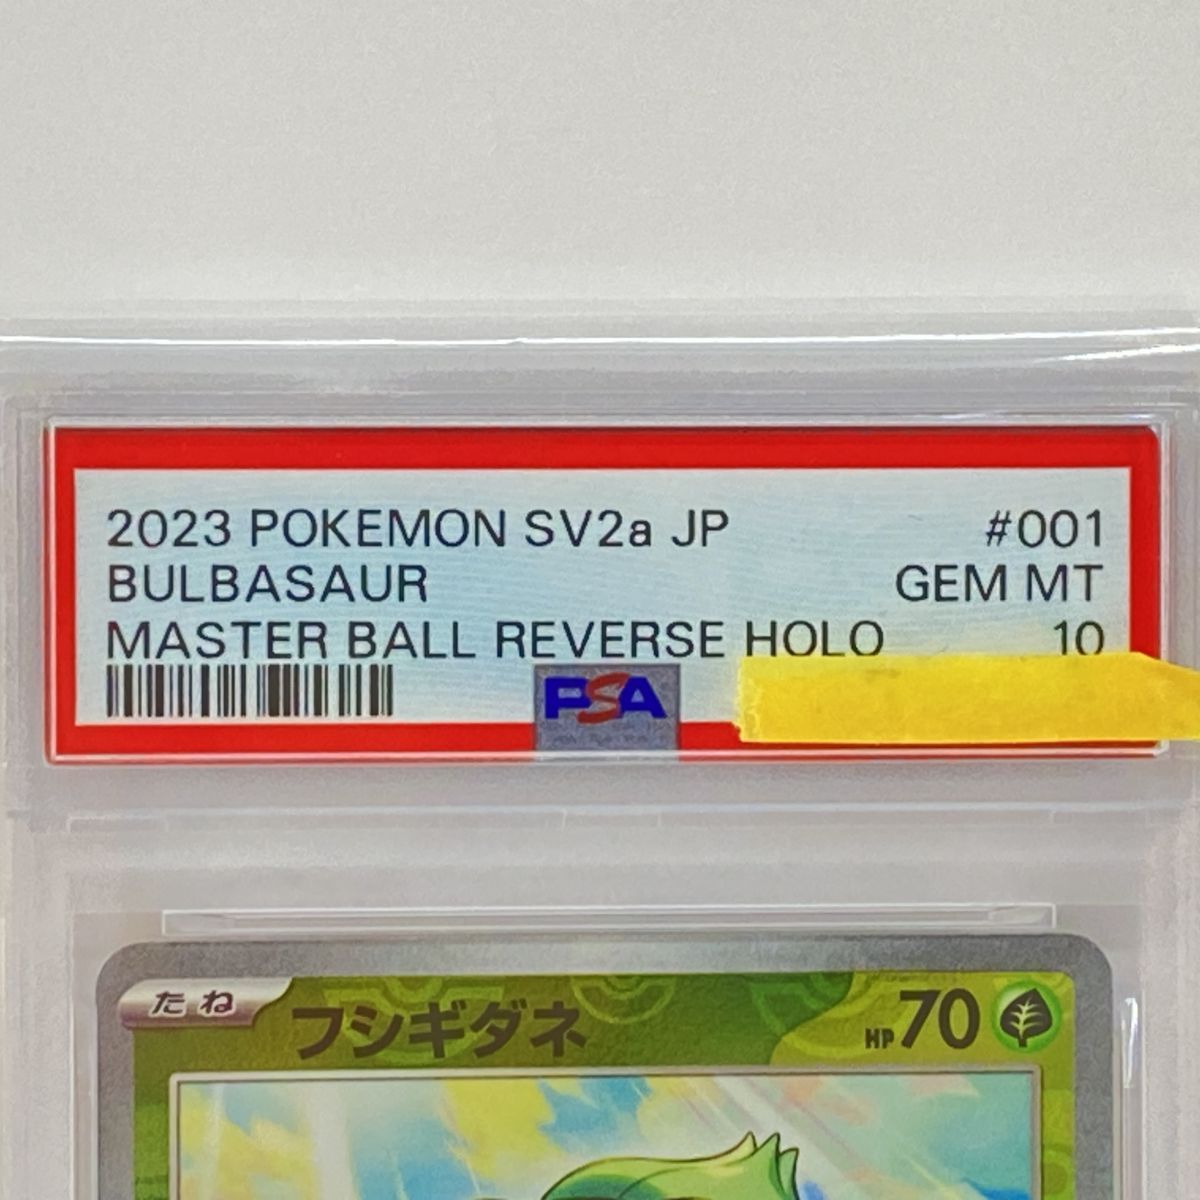 2023 POKEMON SV2a JP #001
BULBASAUR GEM MT
MASTER BALL REVERSE HOLO 10
PSA
たね フシギダネ HP70